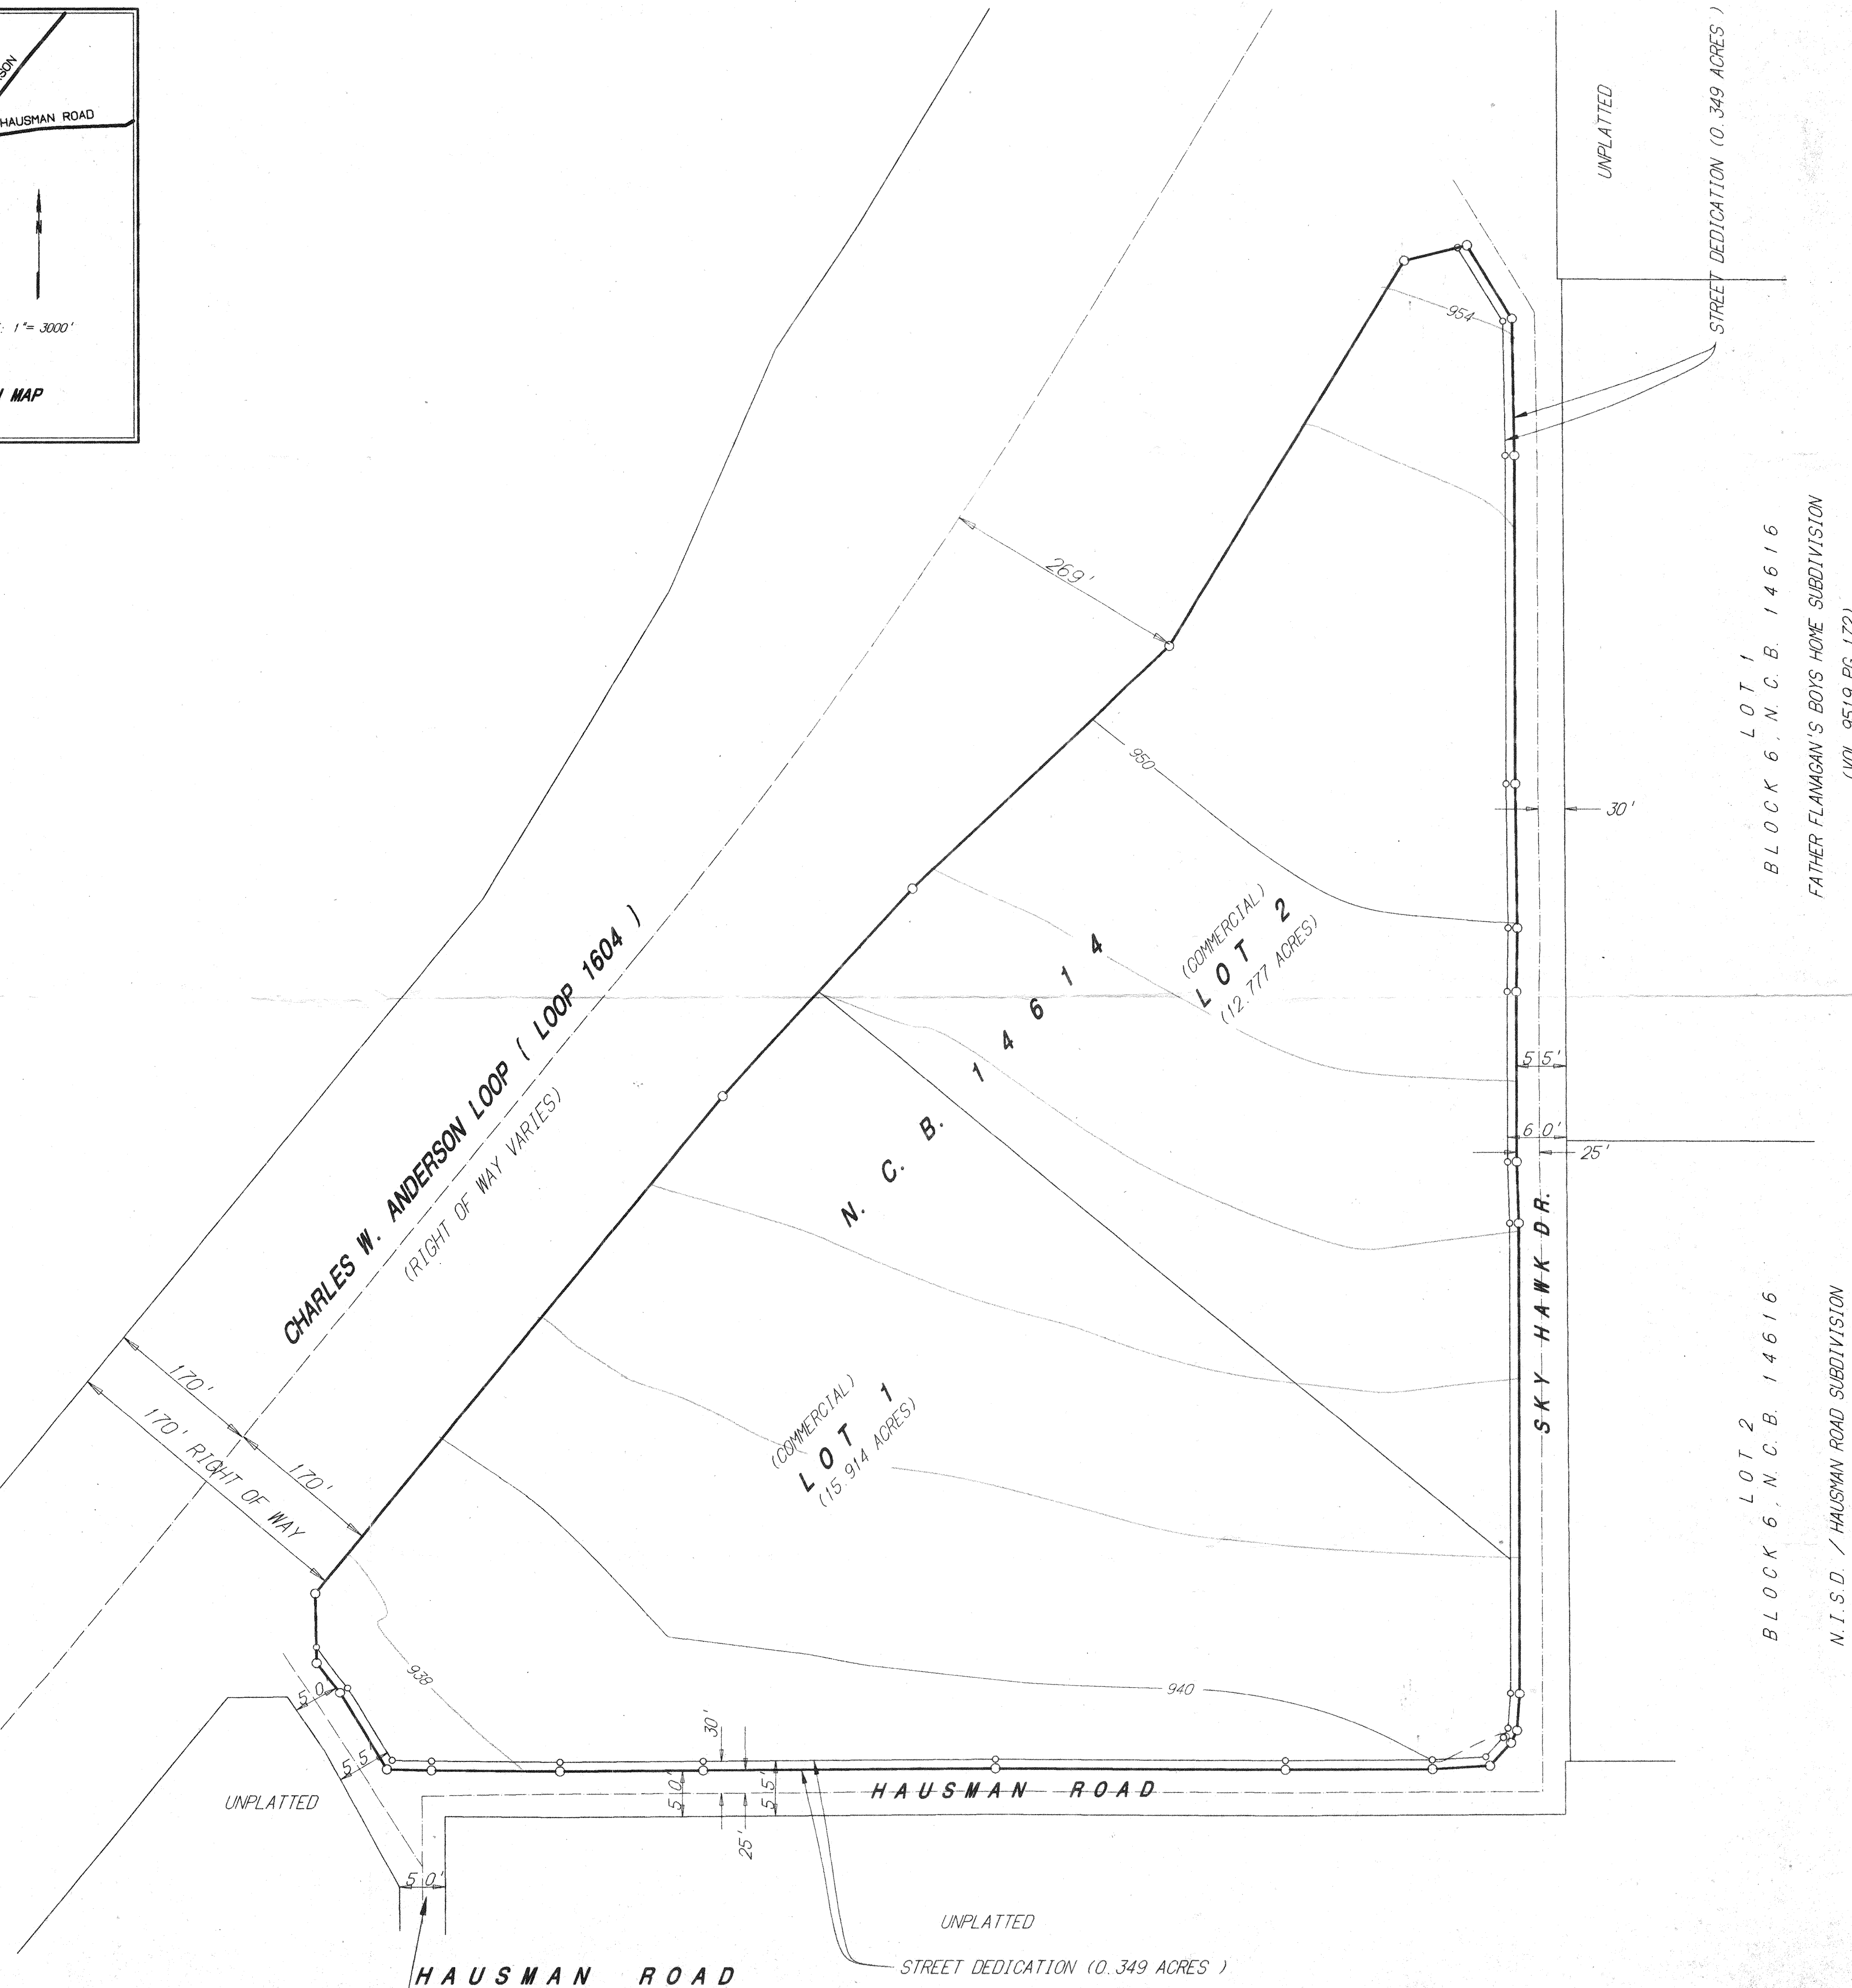 HAUSMAN ROAD
N
: 1"= 3000'
MAP
UNPLATTED
STREET DEDICATION (0.349 ACRES )
954
269'
LOT 1
BLOCK 6, N.C.B. 14616
FATHER FLANAGAN'S BOYS HOME SUBDIVISION
(VOL. 9519 PG 172)
950
30'
(COMMERCIAL)
LOT 2
(12.777 ACRES)
N. C. B. 14614
CHARLES W. ANDERSON LOOP ( LOOP 1604 )
(RIGHT OF WAY VARIES)
55'
60'
25'
SKY HAWK DR.
170'
170' RIGHT OF WAY
170'
(COMMERCIAL)
LOT 1
(15.914 ACRES)
LOT 2
BLOCK 6, N.C.B. 14616
N.I.S.D. / HAUSMAN ROAD SUBDIVISION
938
940
50'
55'
30'
50'
55'
25'
HAUSMAN ROAD
UNPLATTED
50'
UNPLATTED
STREET DEDICATION (0.349 ACRES )
HAUSMAN ROAD